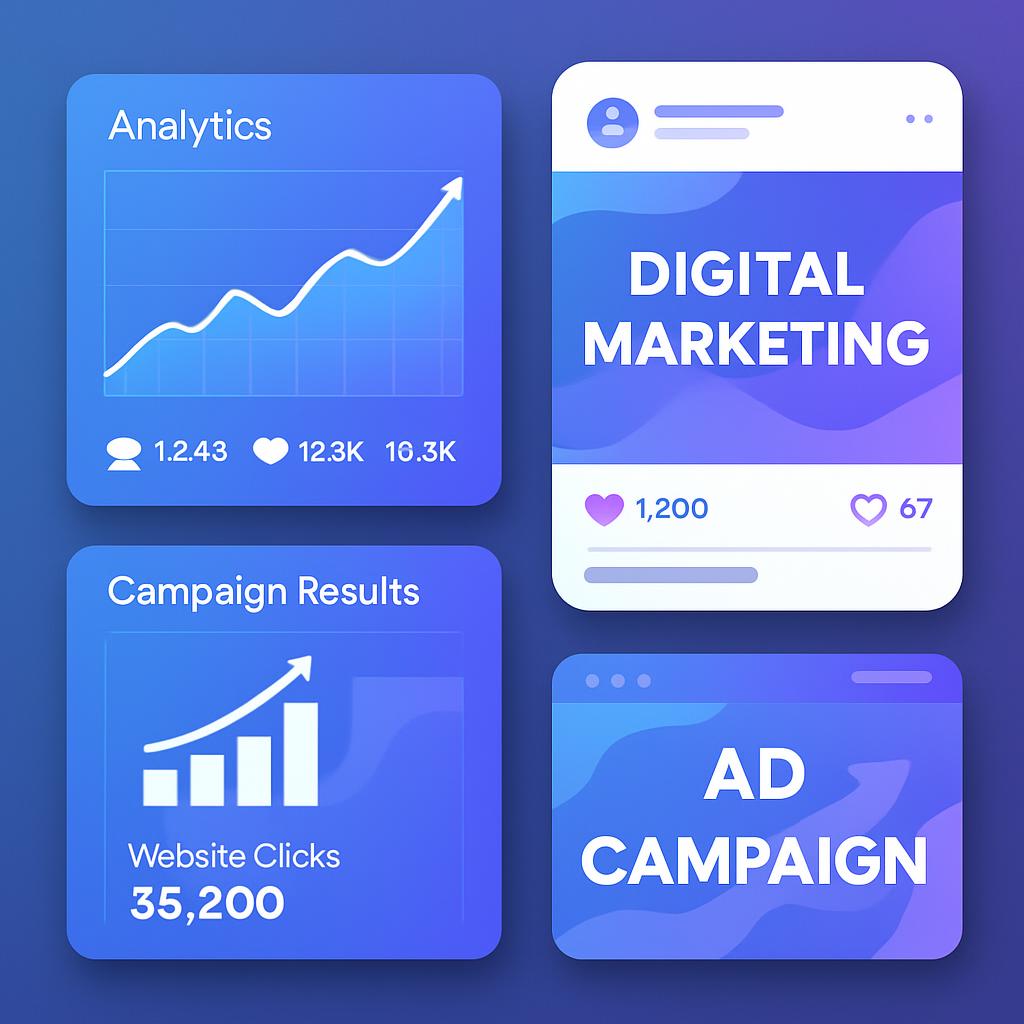 Analytics
1.2.43 12.3K 16.3K
Campaign Results
Website Clicks
35,200
DIGITAL
MARKETING
1,200 67
AD
CAMPAIGN